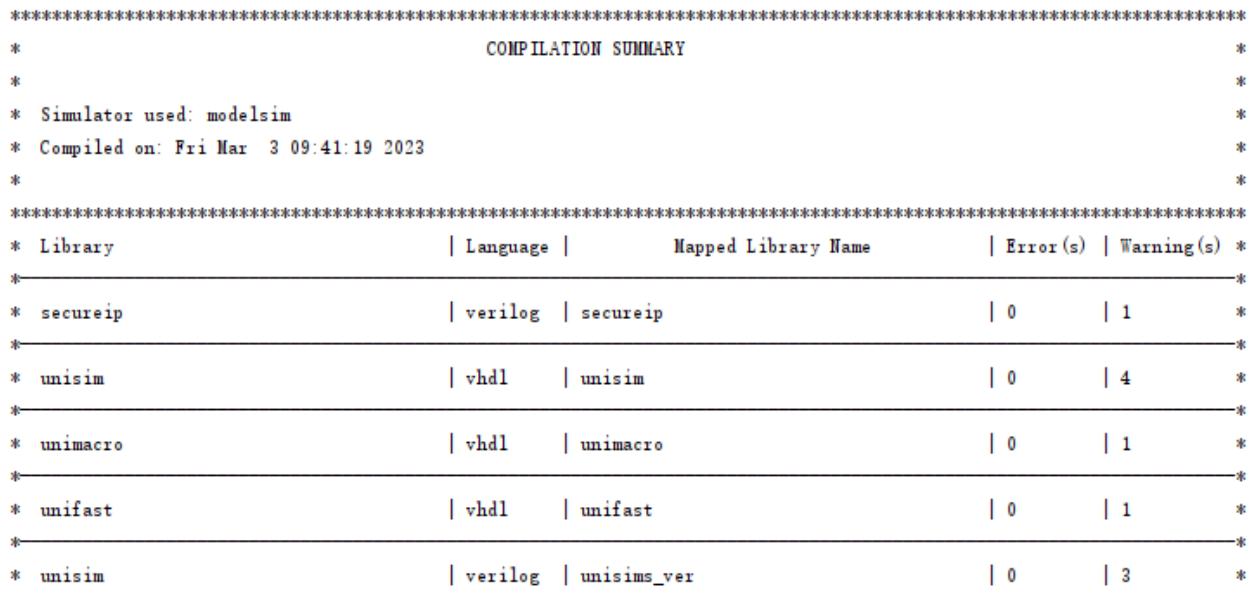 ***********************************************************************************************************************
* COMPILATION SUMMARY *
* *
* Simulator used: modelsim *
* Compiled on: Fri Mar  3 09:41:19 2023 *
* *
***********************************************************************************************************************
* Library | Language | Mapped Library Name | Error(s) | Warning(s) *
*-----------------------------------------------------------------------------------------------------------------------*
* secureip | verilog | secureip | 0 | 1 *
*-----------------------------------------------------------------------------------------------------------------------*
* unisim | vhdl | unisim | 0 | 4 *
*-----------------------------------------------------------------------------------------------------------------------*
* unimacro | vhdl | unimacro | 0 | 1 *
*-----------------------------------------------------------------------------------------------------------------------*
* unifast | vhdl | unifast | 0 | 1 *
*-----------------------------------------------------------------------------------------------------------------------*
* unisim | verilog | unisims_ver | 0 | 3 *